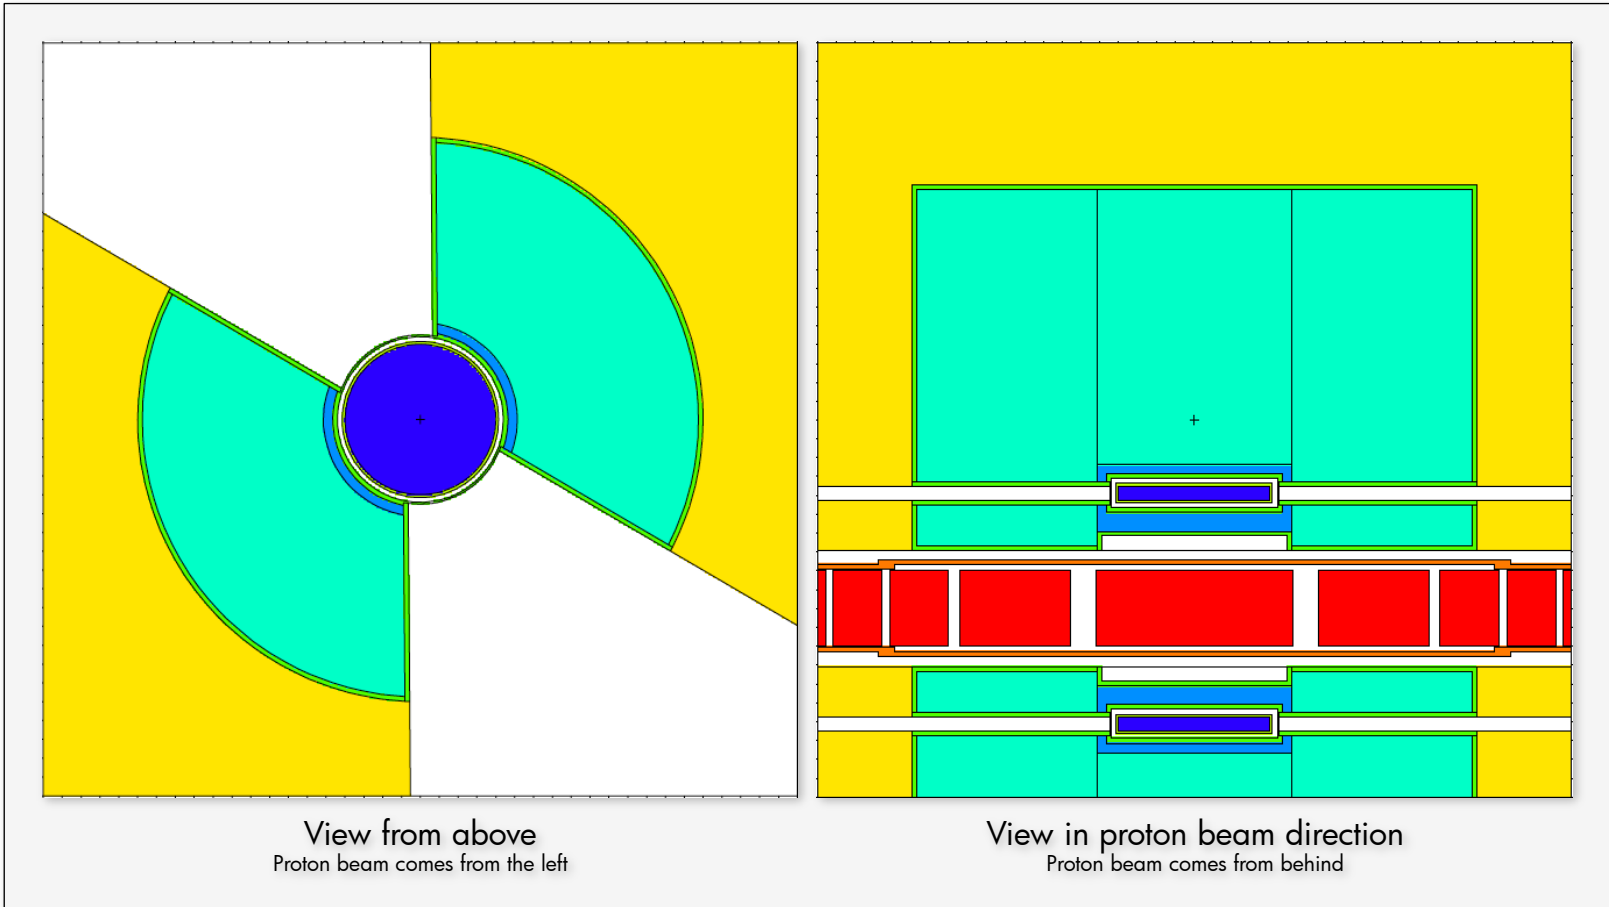 View from above
Proton beam comes from the left
View in proton beam direction
Proton beam comes from behind